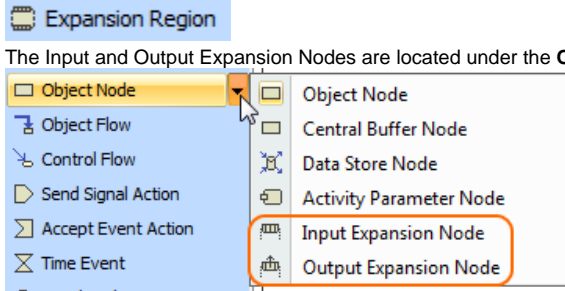 Expansion Region
The Input and Output Expansion Nodes are located under the
Object Node
Object Flow
Control Flow
Send Signal Action
Accept Event Action
Time Event
Object Node
Central Buffer Node
Data Store Node
Activity Parameter Node
Input Expansion Node
Output Expansion Node